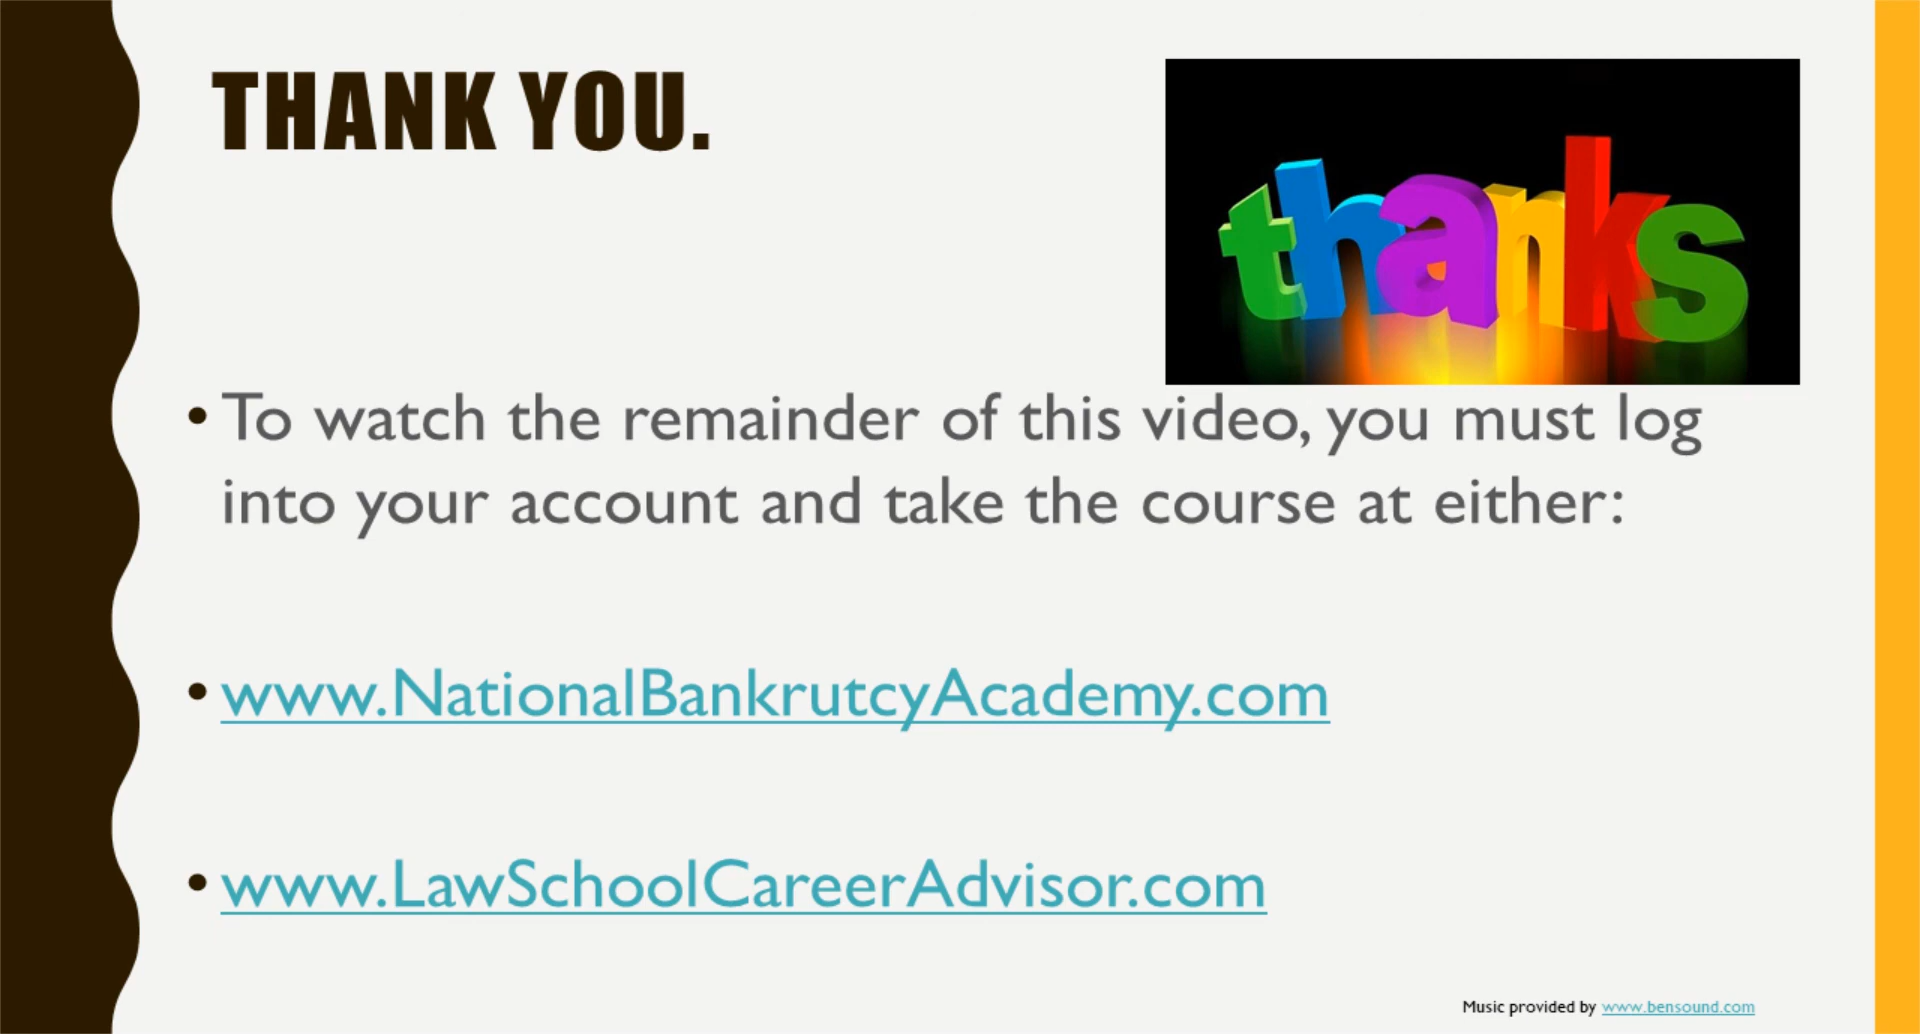 THANK YOU.
thanks
• To watch the remainder of this video, you must log
into your account and take the course at either:
• www.NationalBankrutcyAcademy.com
• www.LawSchoolCareerAdvisor.com
Music provided by www.bensound.com